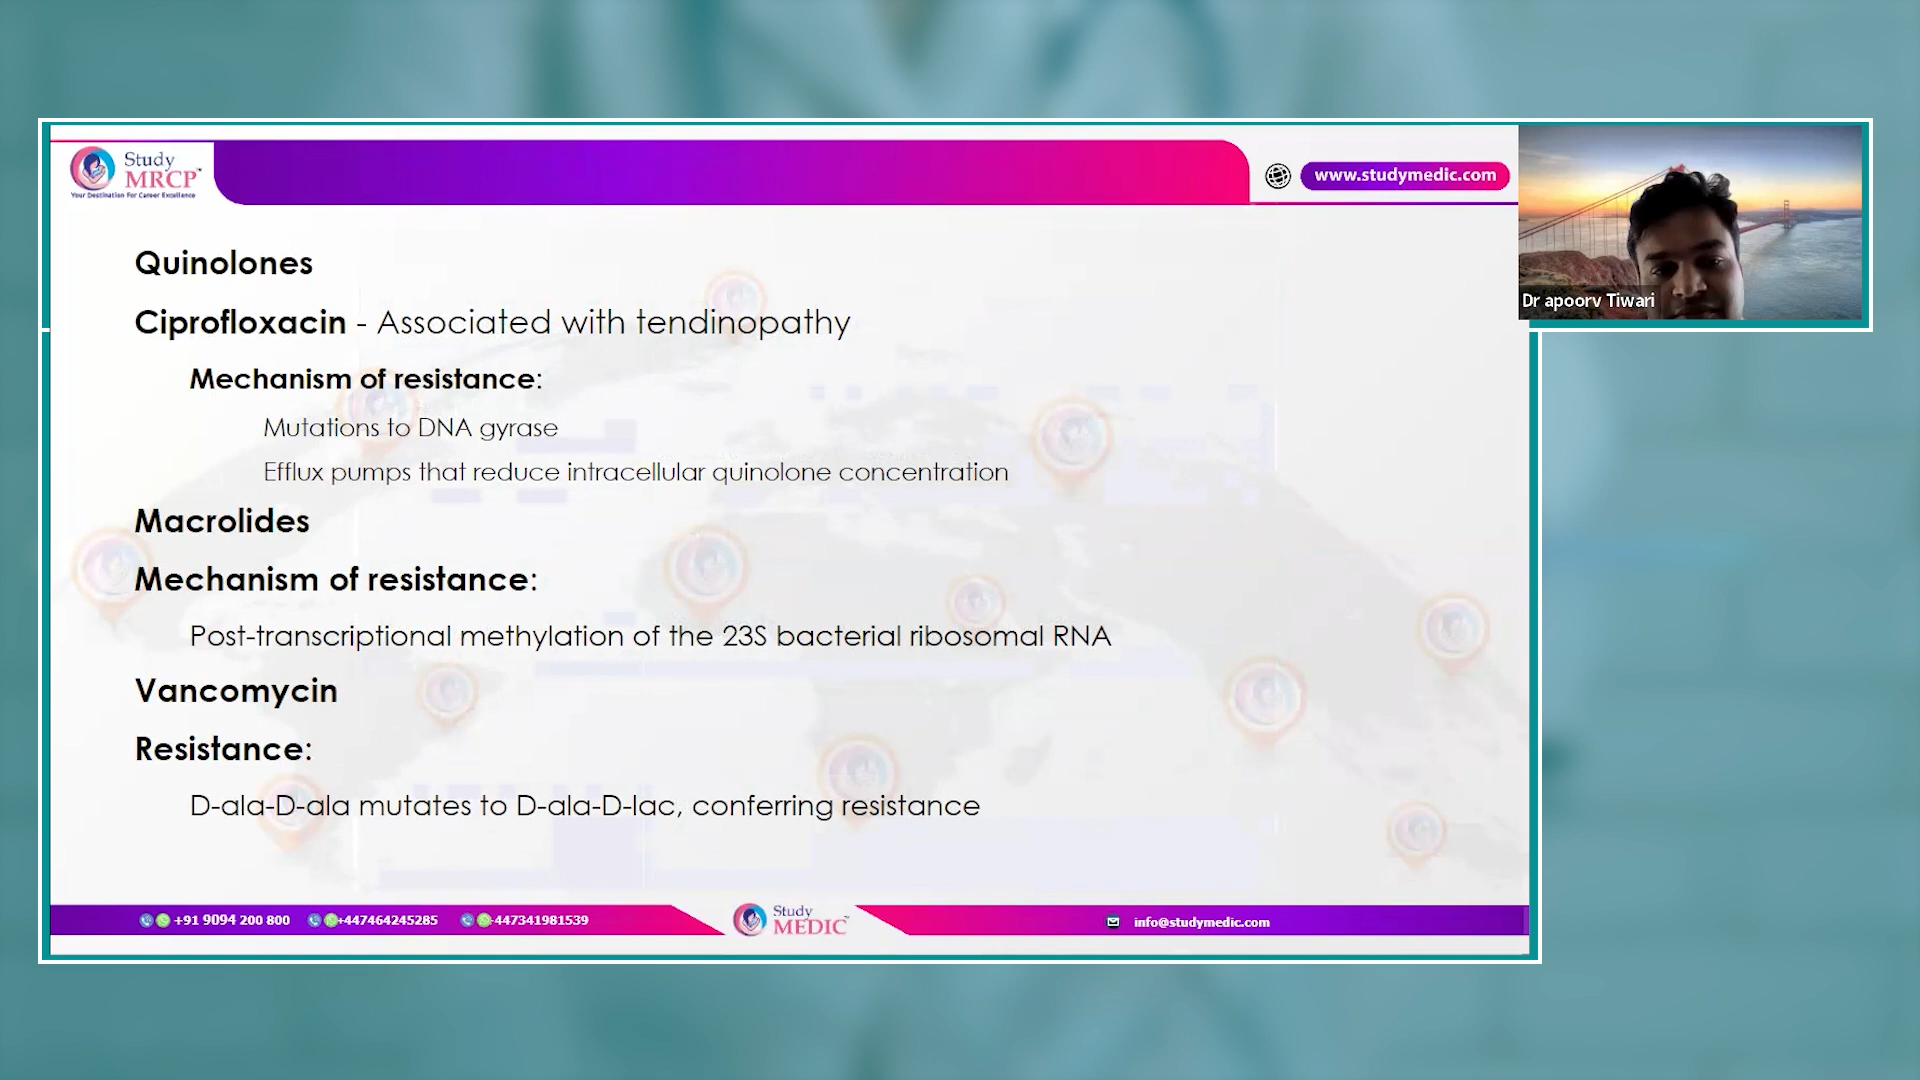 Study
MRCP™
Your Destination For Career Excellence
www.studymedic.com
Dr apoorv Tiwari
Quinolones
Ciprofloxacin - Associated with tendinopathy
Mechanism of resistance:
Mutations to DNA gyrase
Efflux pumps that reduce intracellular quinolone concentration
Macrolides
Mechanism of resistance:
Post-transcriptional methylation of the 23S bacterial ribosomal RNA
Vancomycin
Resistance:
D-ala-D-ala mutates to D-ala-D-lac, conferring resistance
+91 9094 200 800 +447464245285 447341981539
Study
MEDIC™
info@studymedic.com